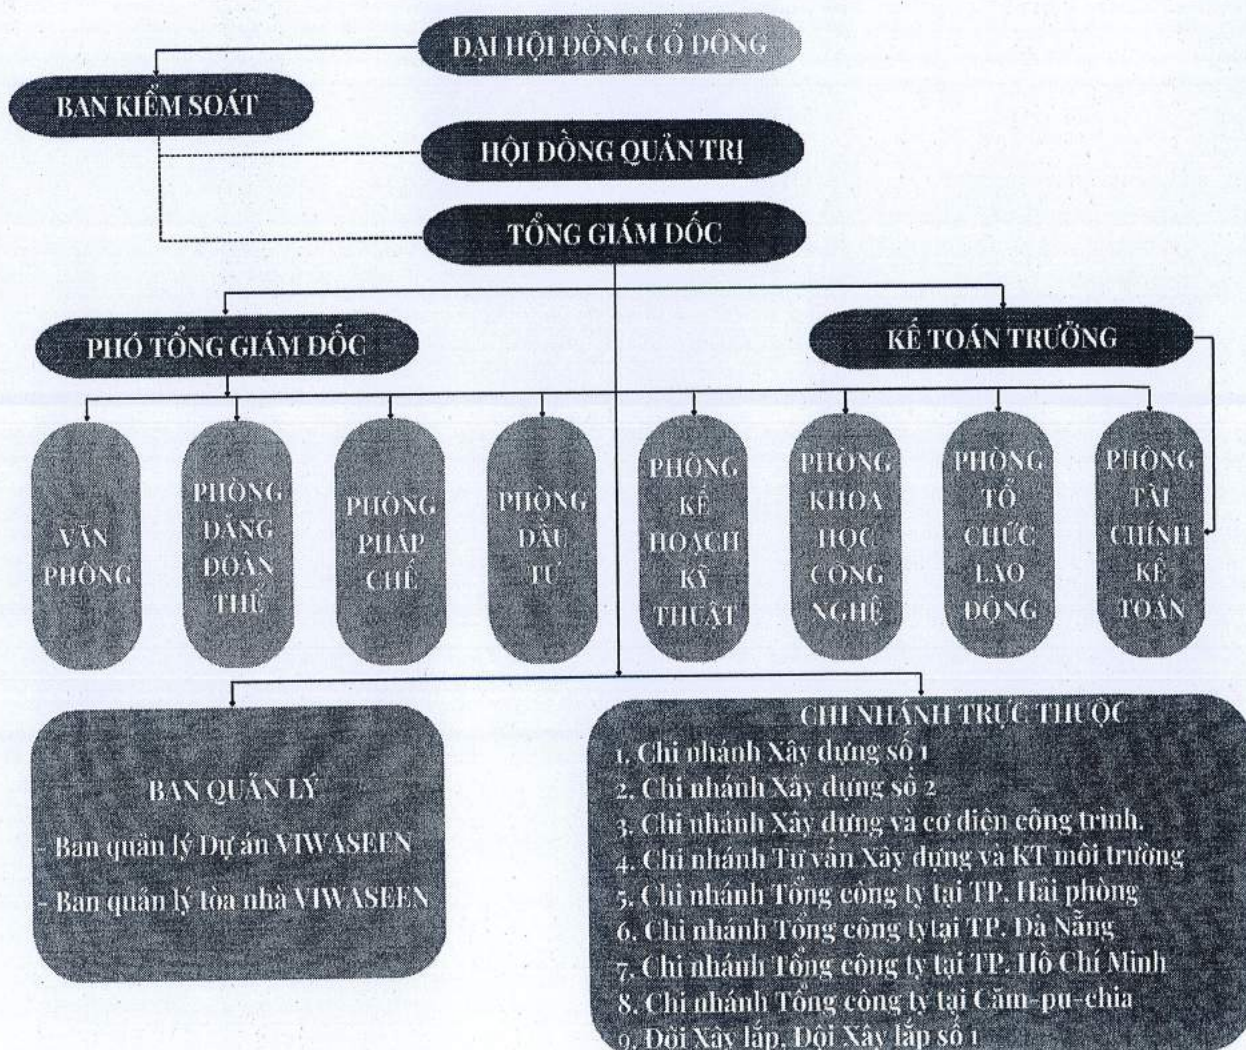 ĐẠI HỘI ĐỒNG CỔ ĐÔNG
BAN KIỂM SOÁT
HỘI ĐỒNG QUẢN TRỊ
TỔNG GIÁM ĐỐC
PHÓ TỔNG GIÁM ĐỐC
KẾ TOÁN TRƯỞNG
VĂN
PHÒNG
PHÒNG
ĐẢNG
ĐOÀN
THỂ
PHÒNG
PHÁP
CHẾ
PHÒNG
ĐẦU
TƯ
PHÒNG
KẾ
HOẠCH
KỸ
THUẬT
PHÒNG
KHOA
HỌC
CÔNG
NGHỆ
PHÒNG
TỔ
CHỨC
LAO
ĐỘNG
PHÒNG
TÀI
CHÍNH
KẾ
TOÁN
BAN QUẢN LÝ
- Ban quản lý Dự án VIWASEEN
- Ban quản lý tòa nhà VIWASEEN
CHI NHÁNH TRỰC THUỘC
1. Chi nhánh Xây dựng số 1
2. Chi nhánh Xây dựng số 2
3. Chi nhánh Xây dựng và cơ điện công trình.
4. Chi nhánh Tư vấn Xây dựng và KT môi trường
5. Chi nhánh Tổng công ty tại TP. Hải phòng
6. Chi nhánh Tổng công tytại TP. Đà Nẵng
7. Chi nhánh Tổng công ty tại TP. Hồ Chí Minh
8. Chi nhánh Tổng công ty tại Căm-pu-chia
9. Đội Xây lắp, Đội Xây lắp số 1